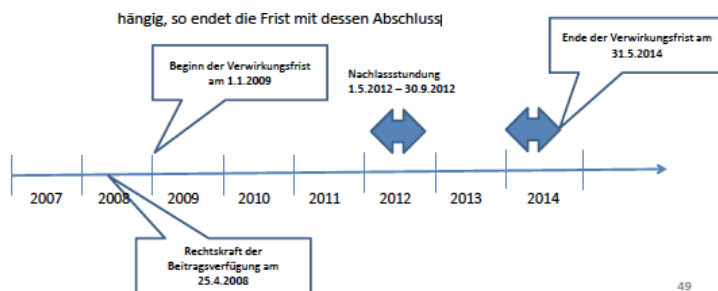 hängig, so endet die Frist mit dessen Abschluss
Beginn der Verwirkungsfrist
am 1.1.2009
Nachlassstundung
1.5.2012 – 30.9.2012
Ende der Verwirkungsfrist am
31.5.2014
2007 2008 2009 2010 2011 2012 2013 2014
Rechtskraft der
Beitragsverfügung am
25.4.2008
49